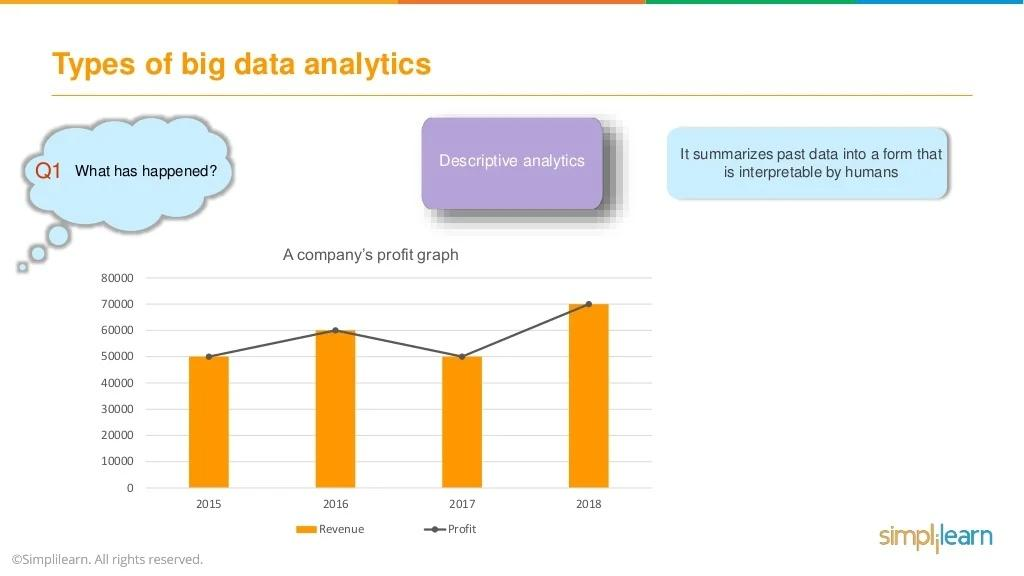 Types of big data analytics
Q1 What has happened?
Descriptive analytics
It summarizes past data into a form that
is interpretable by humans
A company's profit graph
80000
70000
60000
50000
40000
30000
20000
10000
0
2015 2016 2017 2018
Revenue Profit
simplilearn
©Simplilearn. All rights reserved.